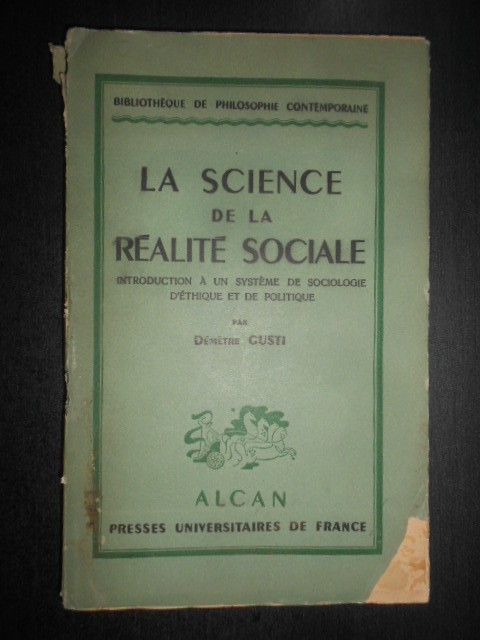 BIBLIOTHÈQUE DE PHILOSOPHIE CONTEMPORAINE
LA SCIENCE
DE LA
RÉALITÉ SOCIALE
INTRODUCTION À UN SYSTÈME DE SOCIOLOGIE
D'ÉTHIQUE ET DE POLITIQUE
PAR
DÉMÈTRE GUSTI
ALCAN
PRESSES UNIVERSITAIRES DE FRANCE